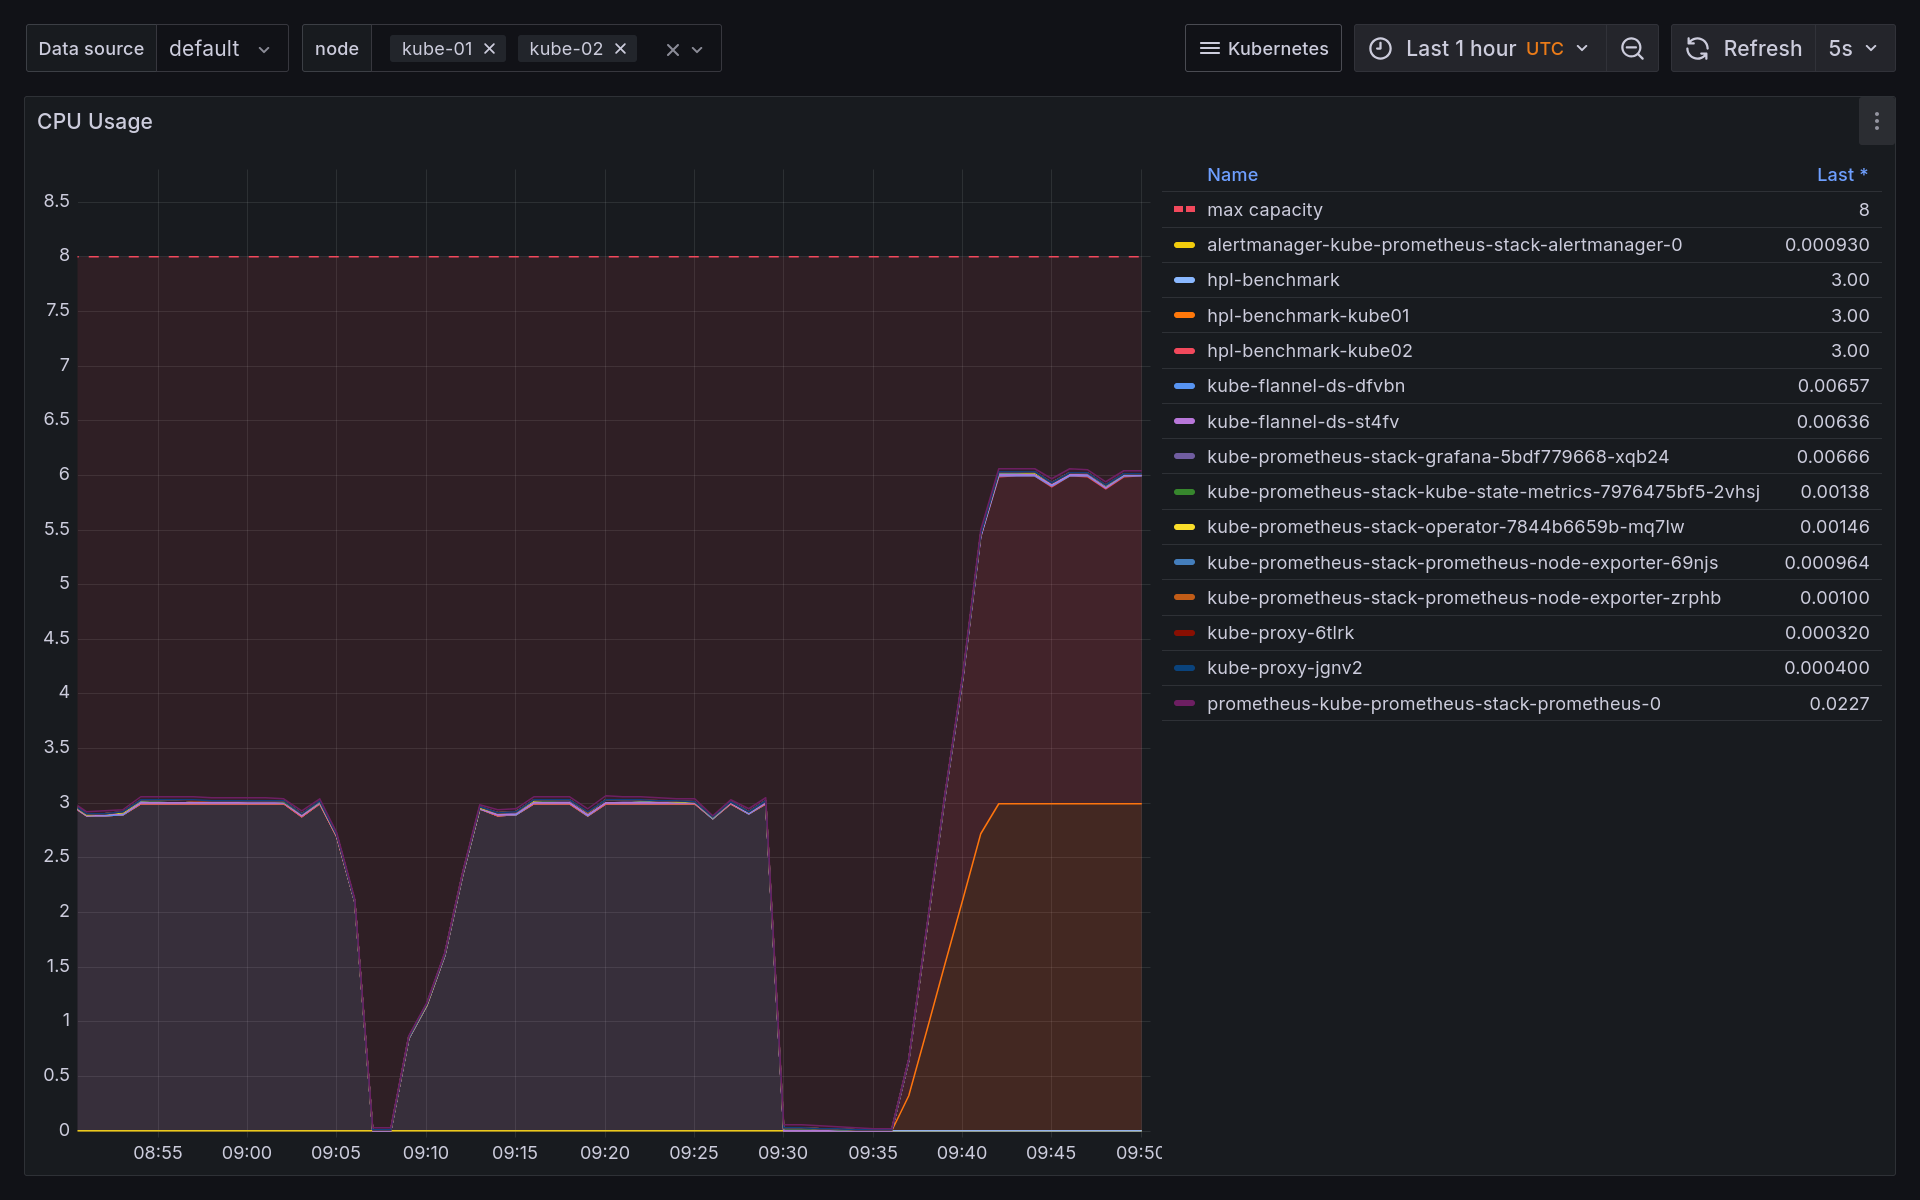 Data source default node kube-01 kube-02 Kubernetes Last 1 hour UTC Refresh 5s
CPU Usage
Name Last *
max capacity 8
alertmanager-kube-prometheus-stack-alertmanager-0 0.000930
hpl-benchmark 3.00
hpl-benchmark-kube01 3.00
hpl-benchmark-kube02 3.00
kube-flannel-ds-dfvbn 0.00657
kube-flannel-ds-st4fv 0.00636
kube-prometheus-stack-grafana-5bdf779668-xqb24 0.00666
kube-prometheus-stack-kube-state-metrics-7976475bf5-2vhsj 0.00138
kube-prometheus-stack-operator-7844b6659b-mq7lw 0.00146
kube-prometheus-stack-prometheus-node-exporter-69njs 0.000964
kube-prometheus-stack-prometheus-node-exporter-zrphb 0.00100
kube-proxy-6tlrk 0.000320
kube-proxy-jgnv2 0.000400
prometheus-kube-prometheus-stack-prometheus-0 0.0227
8.5
8
7.5
7
6.5
6
5.5
5
4.5
4
3.5
3
2.5
2
1.5
1
0.5
0
08:55 09:00 09:05 09:10 09:15 09:20 09:25 09:30 09:35 09:40 09:45 09:50